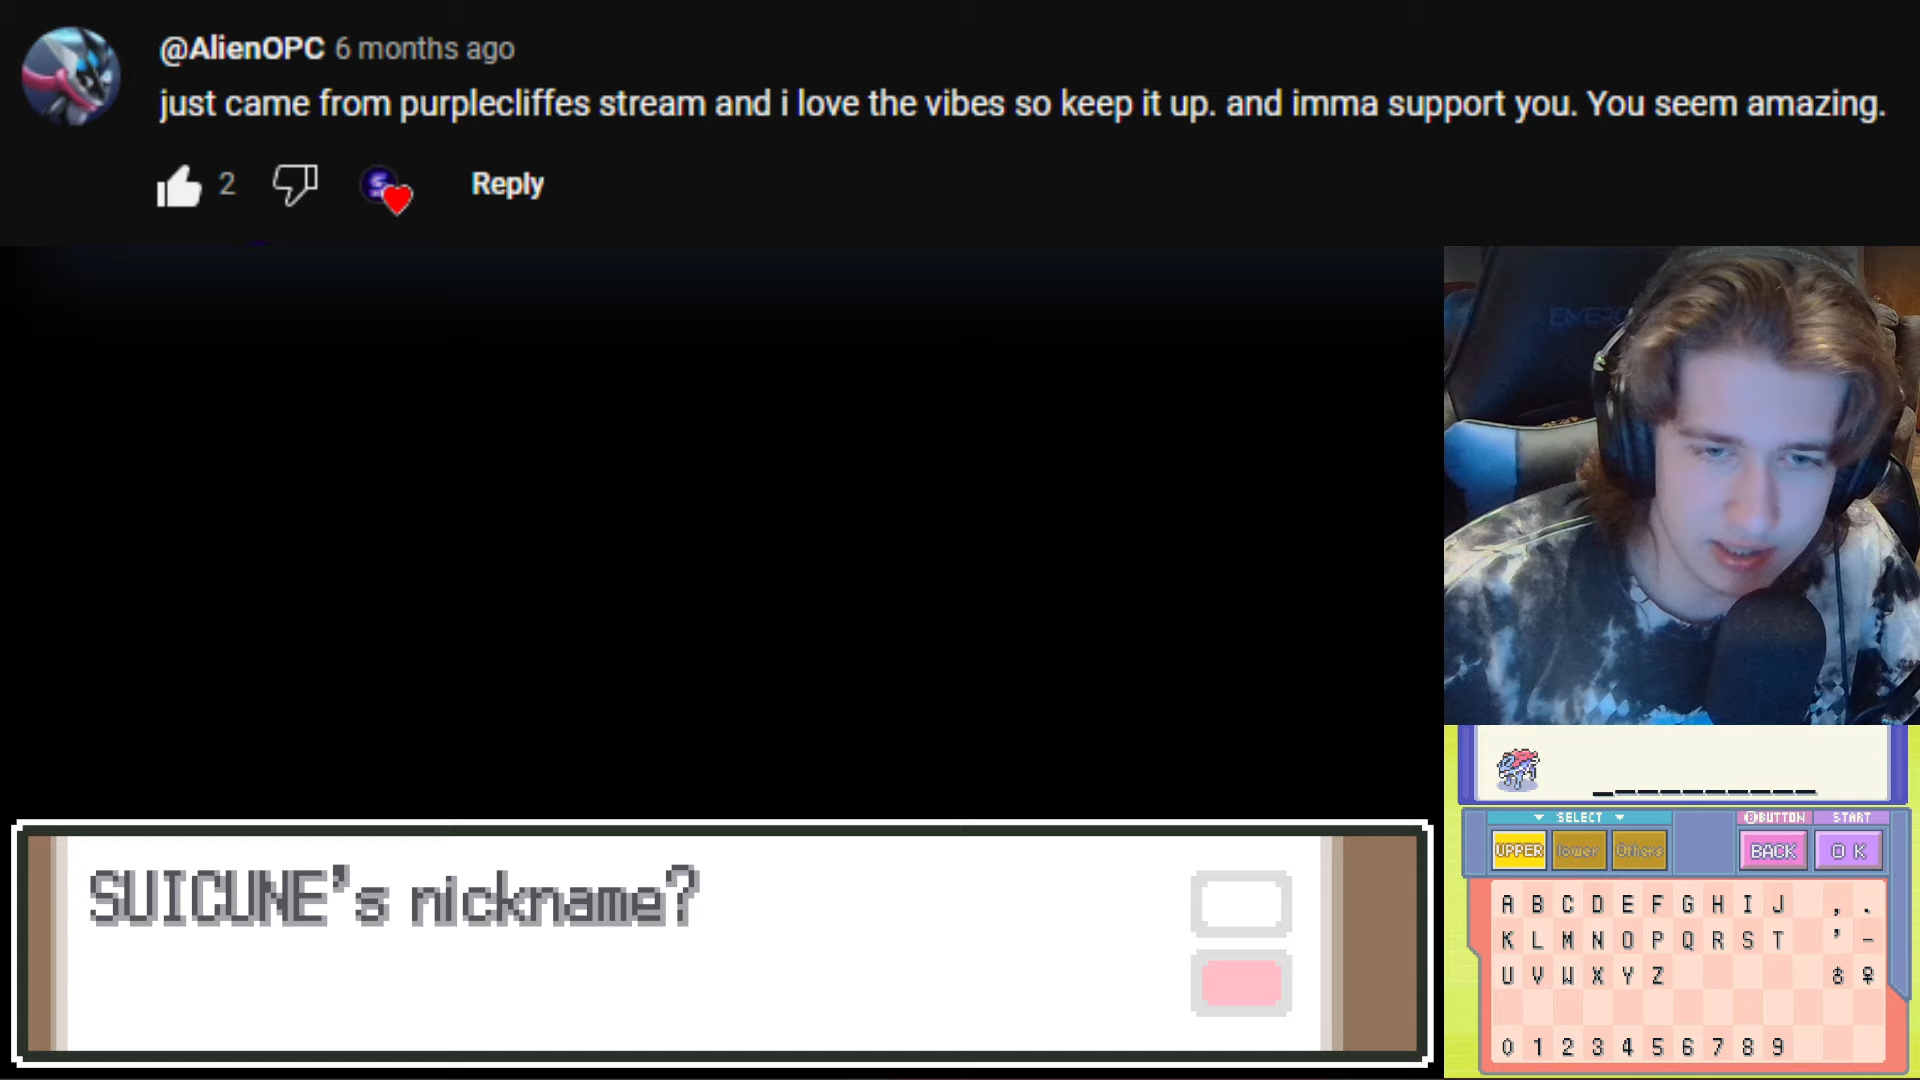 @AlienOPC 6 months ago
just came from purplecliffes stream and i love the vibes so keep it up. and imma support you. You seem amazing.
2 Reply
SUICUNE's nickname?
SELECT BUTTON START
UPPER lower Others BACK OK
A B C D E F G H I J , .
K L M N O P Q R S T ' -
U V W X Y Z ♂ ♀
0 1 2 3 4 5 6 7 8 9